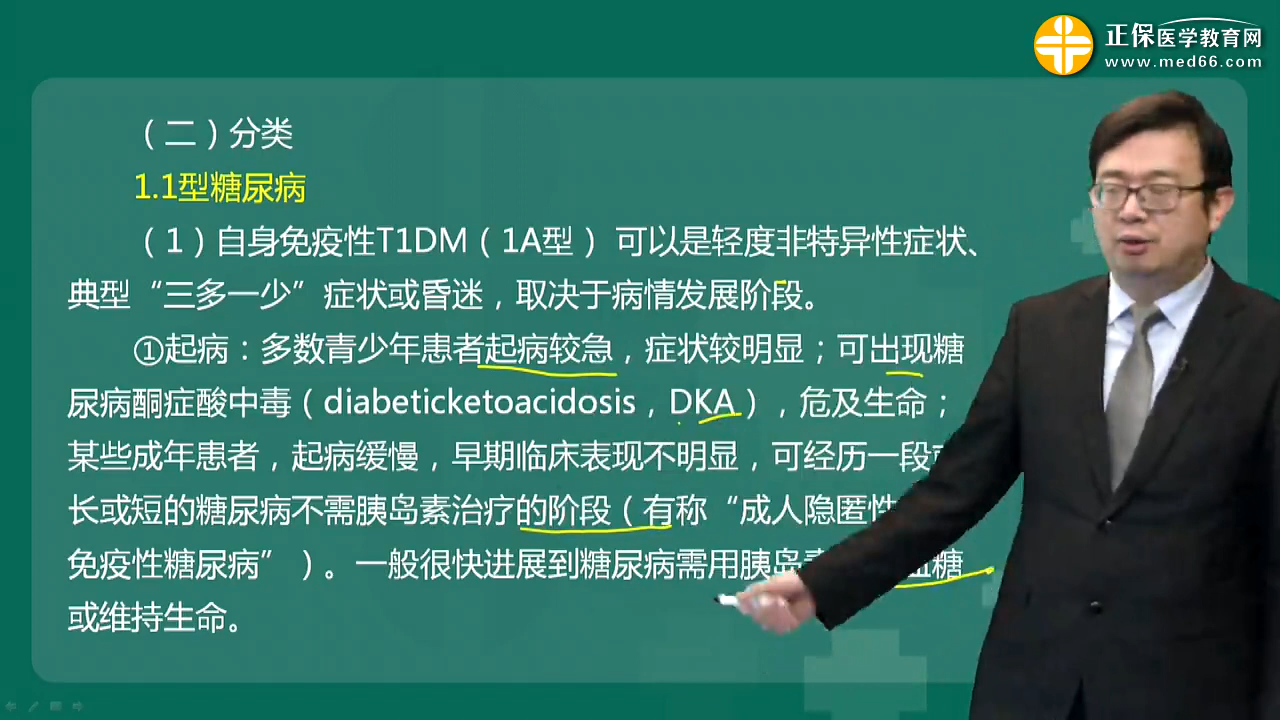 正保医学教育网
www.med66.com
（二）分类
1.1型糖尿病
（1）自身免疫性T1DM（1A型） 可以是轻度非特异性症状、
典型“三多一少”症状或昏迷，取决于病情发展阶段。
①起病：多数青少年患者起病较急，症状较明显；可出现糖
尿病酮症酸中毒（diabeticketoacidosis，DKA），危及生命；
某些成年患者，起病缓慢，早期临床表现不明显，可经历一段
长或短的糖尿病不需胰岛素治疗的阶段（有称“成人隐匿性
免疫性糖尿病”）。一般很快进展到糖尿病需用胰岛 血糖
或维持生命。